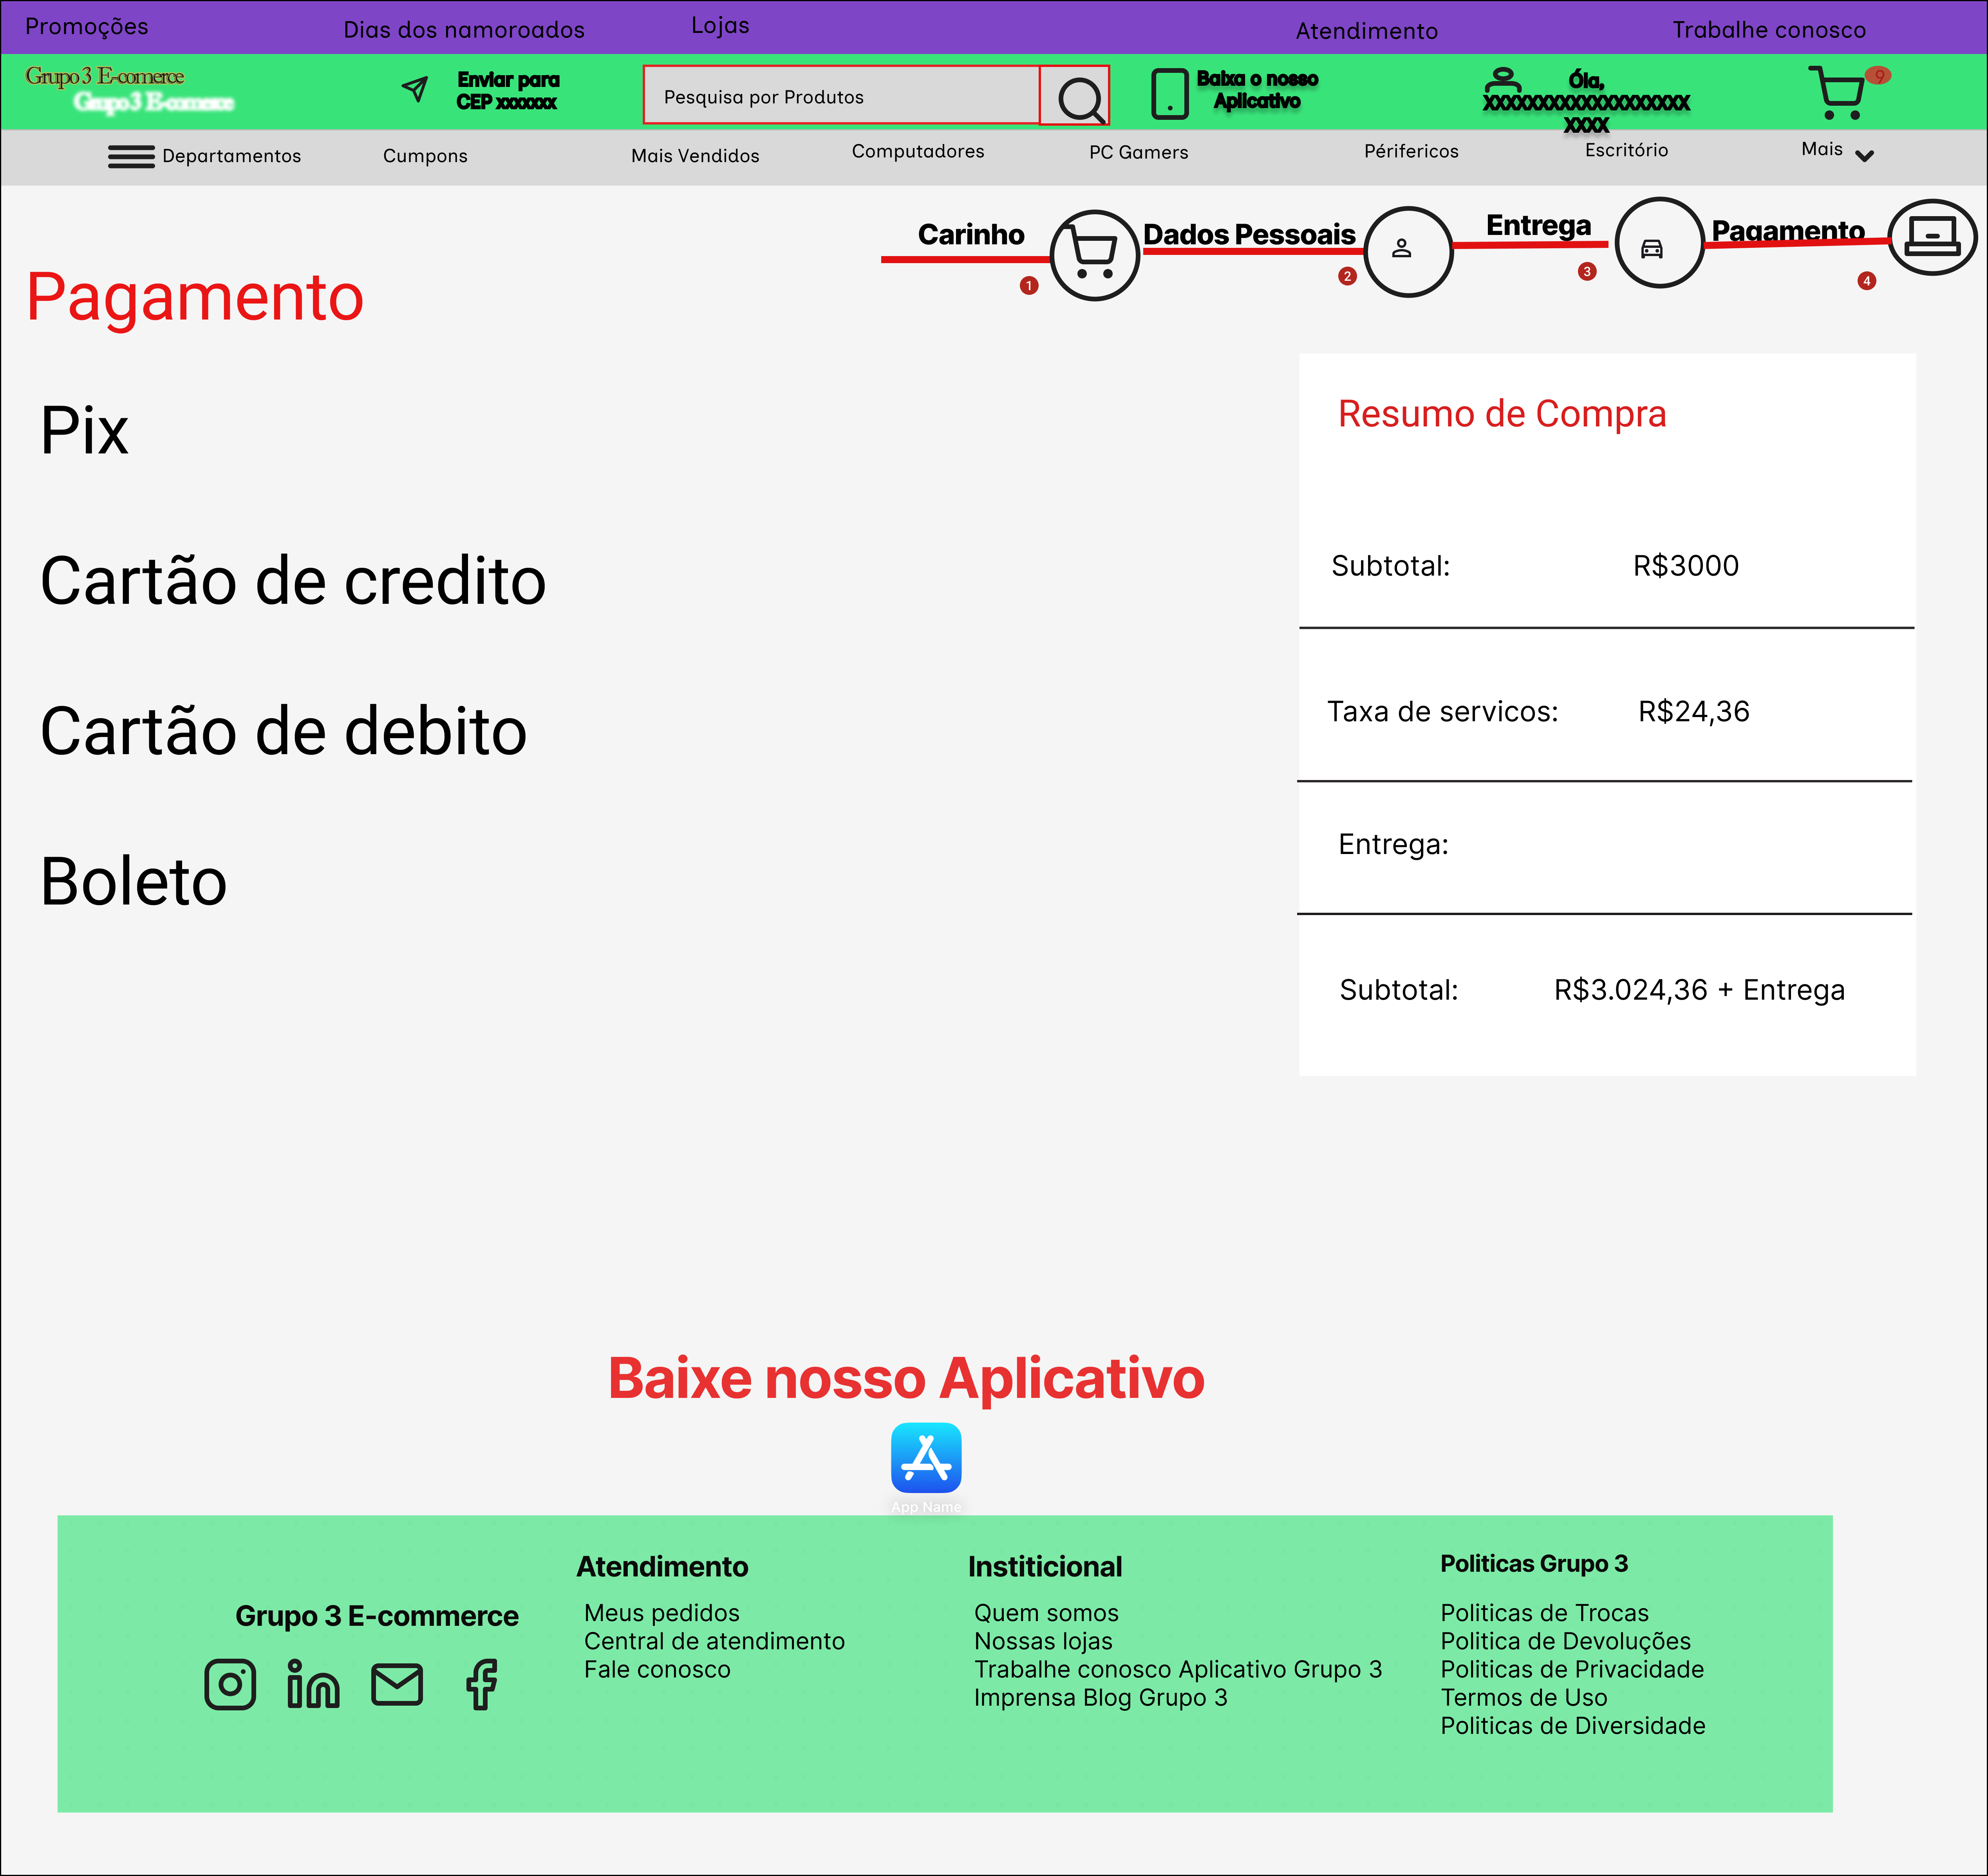 Promoções
Dias dos namoroados
Lojas
Atendimento
Trabalhe conosco
Grupo 3 E-comerce
Grupo 3 E-comerce
Enviar para
CEP xxxxxxx
Pesquisa por Produtos
Baixa o nosso
Aplicativo
Óla,
XXXXXXXXXXXXXXXXXXX
XXXX
9
Departamentos
Cumpons
Mais Vendidos
Computadores
PC Gamers
Périfericos
Escritório
Mais
Carinho
1
Dados Pessoais
2
Entrega
3
Pagamento
4
Pagamento
Pix
Cartão de credito
Cartão de debito
Boleto
Resumo de Compra
Subtotal: R$3000
Taxa de servicos: R$24,36
Entrega:
Subtotal: R$3.024,36 + Entrega
Baixe nosso Aplicativo
App Name
Grupo 3 E-commerce
Atendimento
Meus pedidos
Central de atendimento
Fale conosco
Institicional
Quem somos
Nossas lojas
Trabalhe conosco Aplicativo Grupo 3
Imprensa Blog Grupo 3
Politicas Grupo 3
Politicas de Trocas
Politica de Devoluções
Politicas de Privacidade
Termos de Uso
Politicas de Diversidade